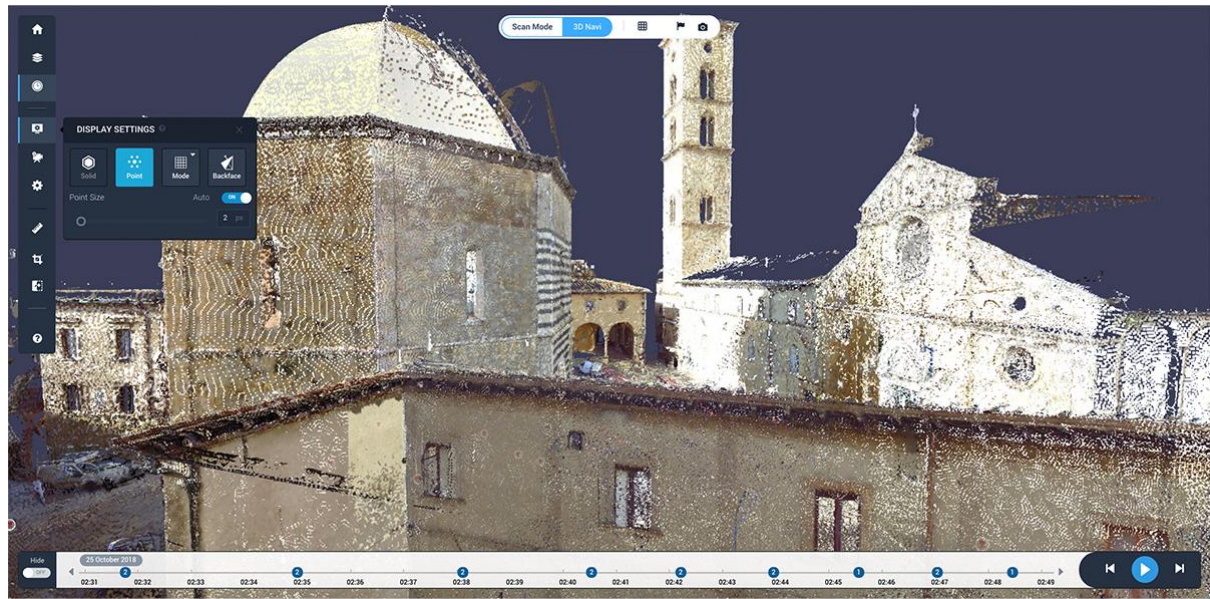 Scan Mode 3D Navi
DISPLAY SETTINGS
Solid Point Mode Backface
Point Size Auto ON
2 px
Hide
OFF
25 October 2018
2 2 2 2 2 2 1 2 1
02:31 02:32 02:33 02:34 02:35 02:36 02:37 02:38 02:39 02:40 02:41 02:42 02:43 02:44 02:45 02:46 02:47 02:48 02:49